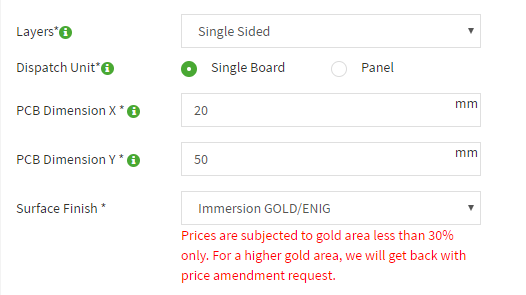 Layers*
Single Sided
Dispatch Unit*
Single Board
Panel
PCB Dimension X *
20
mm
PCB Dimension Y *
50
mm
Surface Finish *
Immersion GOLD/ENIG
Prices are subjected to gold area less than 30%
only. For a higher gold area, we will get back with
price amendment request.